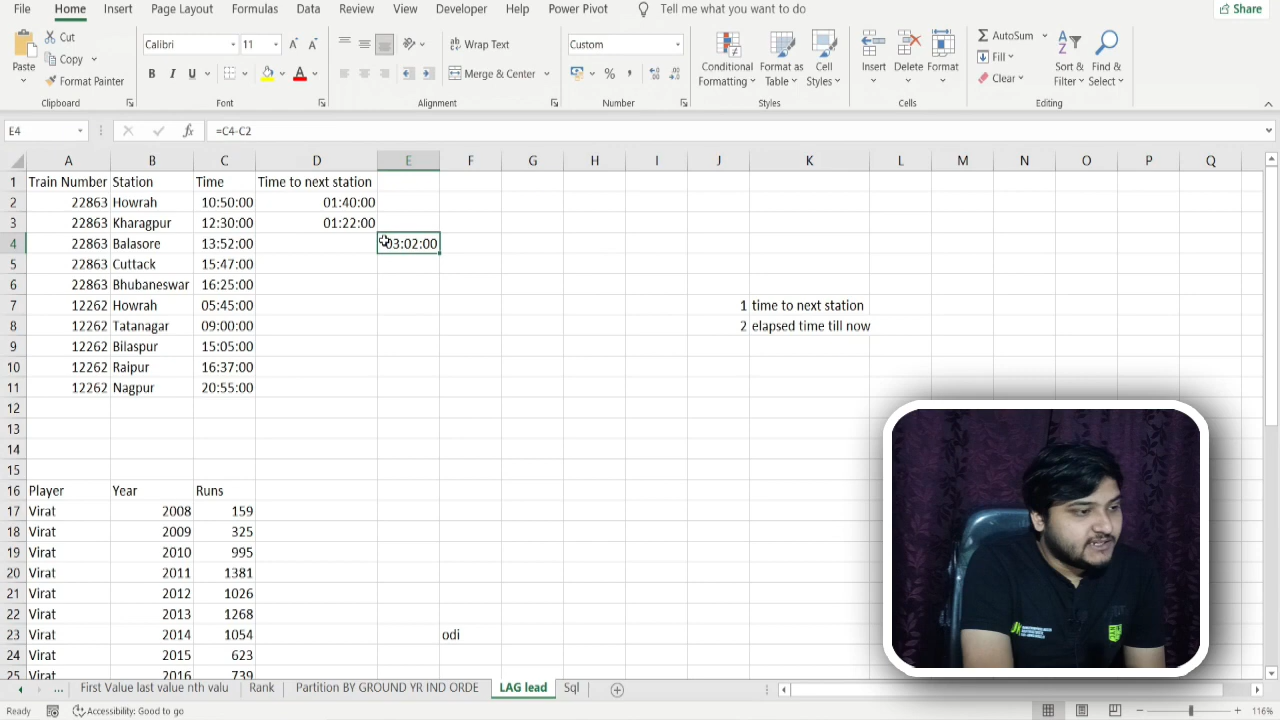 File Home Insert Page Layout Formulas Data Review View Developer Help Power Pivot Tell me what you want to do Share
Paste Cut Copy Format Painter Clipboard
Calibri 11 B I U A Font
Wrap Text Merge & Center Alignment
Custom % Number
Conditional Formatting Format as Table Cell Styles Styles
Insert Delete Format Cells
AutoSum Fill Clear Sort & Filter Find & Select Editing
E4 fx =C4-C2
A B C D E F G H I J K L M N O P Q
1 Train Number Station Time Time to next station
2 22863 Howrah 10:50:00 01:40:00
3 22863 Kharagpur 12:30:00 01:22:00
4 22863 Balasore 13:52:00 03:02:00
5 22863 Cuttack 15:47:00
6 22863 Bhubaneswar 16:25:00
7 12262 Howrah 05:45:00 1 time to next station
8 12262 Tatanagar 09:00:00 2 elapsed time till now
9 12262 Bilaspur 15:05:00
10 12262 Raipur 16:37:00
11 12262 Nagpur 20:55:00
12
13
14
15
16 Player Year Runs
17 Virat 2008 159
18 Virat 2009 325
19 Virat 2010 995
20 Virat 2011 1381
21 Virat 2012 1026
22 Virat 2013 1268
23 Virat 2014 1054 odi
24 Virat 2015 623
25 Virat 2016 739
... First Value last value nth valu Rank Partition BY GROUND YR IND ORDE LAG lead Sql
Ready Accessibility: Good to go 116%